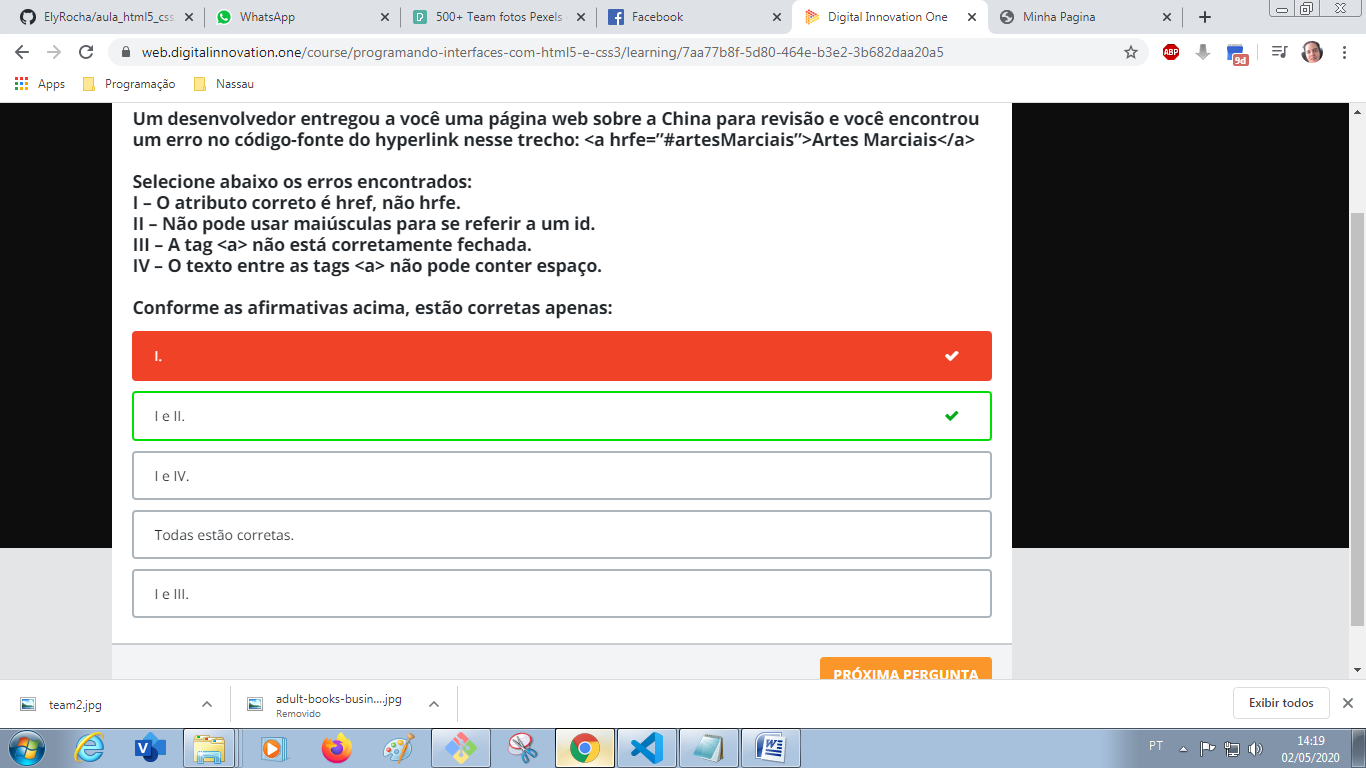 ElyRocha/aula_html5_css
WhatsApp
500+ Team fotos Pexels
Facebook
Digital Innovation One
Minha Pagina
web.digitalinnovation.one/course/programando-interfaces-com-html5-e-css3/learning/7aa77b8f-5d80-464e-b3e2-3b682daa20a5
ABP
9d
Apps
Programação
Nassau
Um desenvolvedor entregou a você uma página web sobre a China para revisão e você encontrou
um erro no código-fonte do hyperlink nesse trecho: <a hrfe=”#artesMarciais”>Artes Marciais</a>
Selecione abaixo os erros encontrados:
I – O atributo correto é href, não hrfe.
II – Não pode usar maiúsculas para se referir a um id.
III – A tag <a> não está corretamente fechada.
IV – O texto entre as tags <a> não pode conter espaço.
Conforme as afirmativas acima, estão corretas apenas:
I.
I e II.
I e IV.
Todas estão corretas.
I e III.
PRÓXIMA PERGUNTA
team2.jpg
adult-books-busin....jpg
Removido
Exibir todos
PT
14:19
02/05/2020